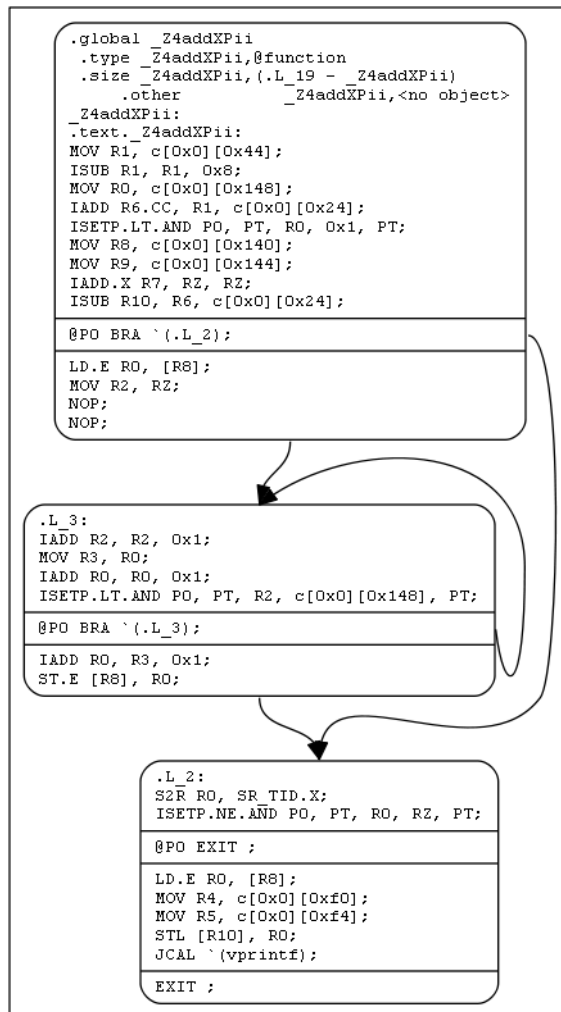 .global _Z4addXPii
.type _Z4addXPii,@function
.size _Z4addXPii,(.L_19 - _Z4addXPii)
.other _Z4addXPii,<no object>
_Z4addXPii:
.text._Z4addXPii:
MOV R1, c[0x0][0x44];
ISUB R1, R1, 0x8;
MOV R0, c[0x0][0x148];
IADD R6.CC, R1, c[0x0][0x24];
ISETP.LT.AND P0, PT, R0, 0x1, PT;
MOV R8, c[0x0][0x140];
MOV R9, c[0x0][0x144];
IADD.X R7, RZ, RZ;
ISUB R10, R6, c[0x0][0x24];
@P0 BRA `(.L_2);
LD.E R0, [R8];
MOV R2, RZ;
NOP;
NOP;
.L_3:
IADD R2, R2, 0x1;
MOV R3, R0;
IADD R0, R0, 0x1;
ISETP.LT.AND P0, PT, R2, c[0x0][0x148], PT;
@P0 BRA `(.L_3);
IADD R0, R3, 0x1;
ST.E [R8], R0;
.L_2:
S2R R0, SR_TID.X;
ISETP.NE.AND P0, PT, R0, RZ, PT;
@P0 EXIT ;
LD.E R0, [R8];
MOV R4, c[0x0][0xf0];
MOV R5, c[0x0][0xf4];
STL [R10], R0;
JCAL `(vprintf);
EXIT ;